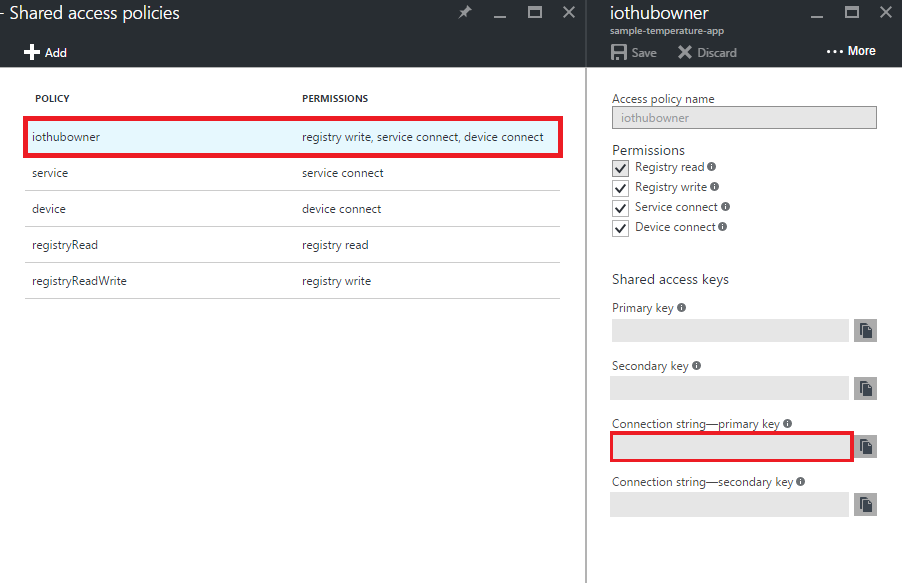 Shared access policies
Add
POLICY PERMISSIONS
iothubowner registry write, service connect, device connect
service service connect
device device connect
registryRead registry read
registryReadWrite registry write
iothubowner
sample-temperature-app
Save Discard ••• More
Access policy name
iothubowner
Permissions
Registry read
Registry write
Service connect
Device connect
Shared access keys
Primary key
Secondary key
Connection string—primary key
Connection string—secondary key